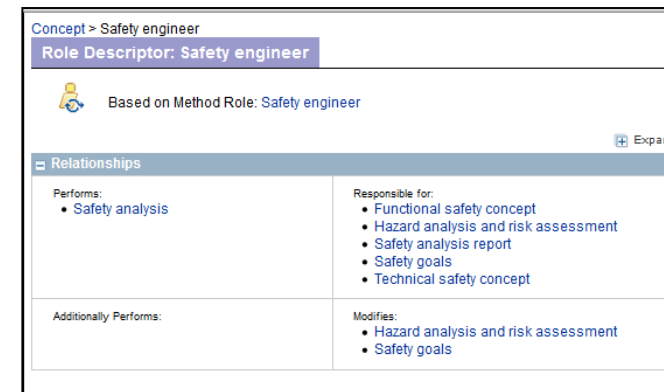 Concept > Safety engineer
Role Descriptor: Safety engineer
Based on Method Role: Safety engineer
Expa
Relationships
Performs:
• Safety analysis
Responsible for:
• Functional safety concept
• Hazard analysis and risk assessment
• Safety analysis report
• Safety goals
• Technical safety concept
Additionally Performs:
Modifies:
• Hazard analysis and risk assessment
• Safety goals